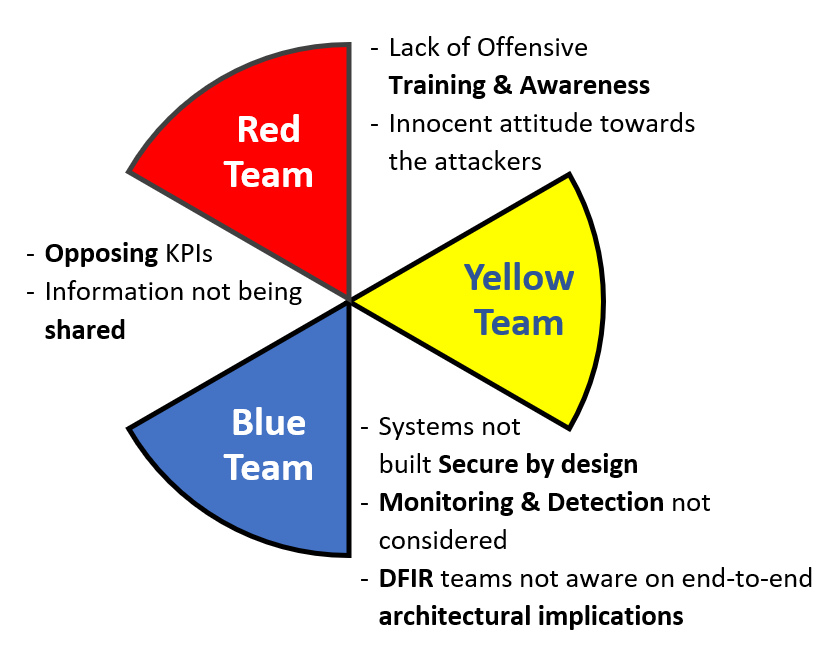 - Lack of Offensive
Training & Awareness
- Innocent attitude towards
the attackers
Red
Team
- Opposing KPIs
- Information not being
shared
Yellow
Team
Blue
Team
- Systems not
built Secure by design
- Monitoring & Detection not
considered
- DFIR teams not aware on end-to-end
architectural implications